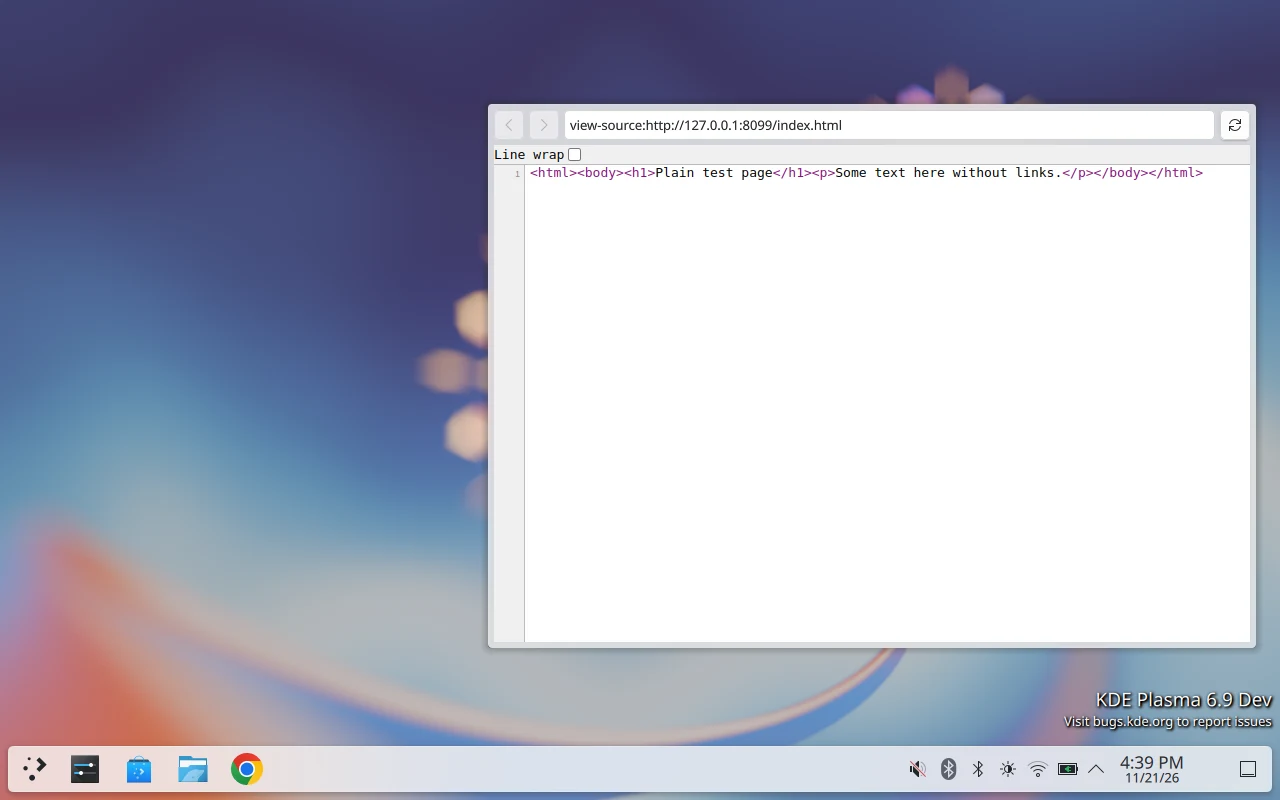 view-source:http://127.0.0.1:8099/index.html
Line wrap
1 <html><body><h1>Plain test page</h1><p>Some text here without links.</p></body></html>
KDE Plasma 6.9 Dev
Visit bugs.kde.org to report issues
4:39 PM
11/21/26